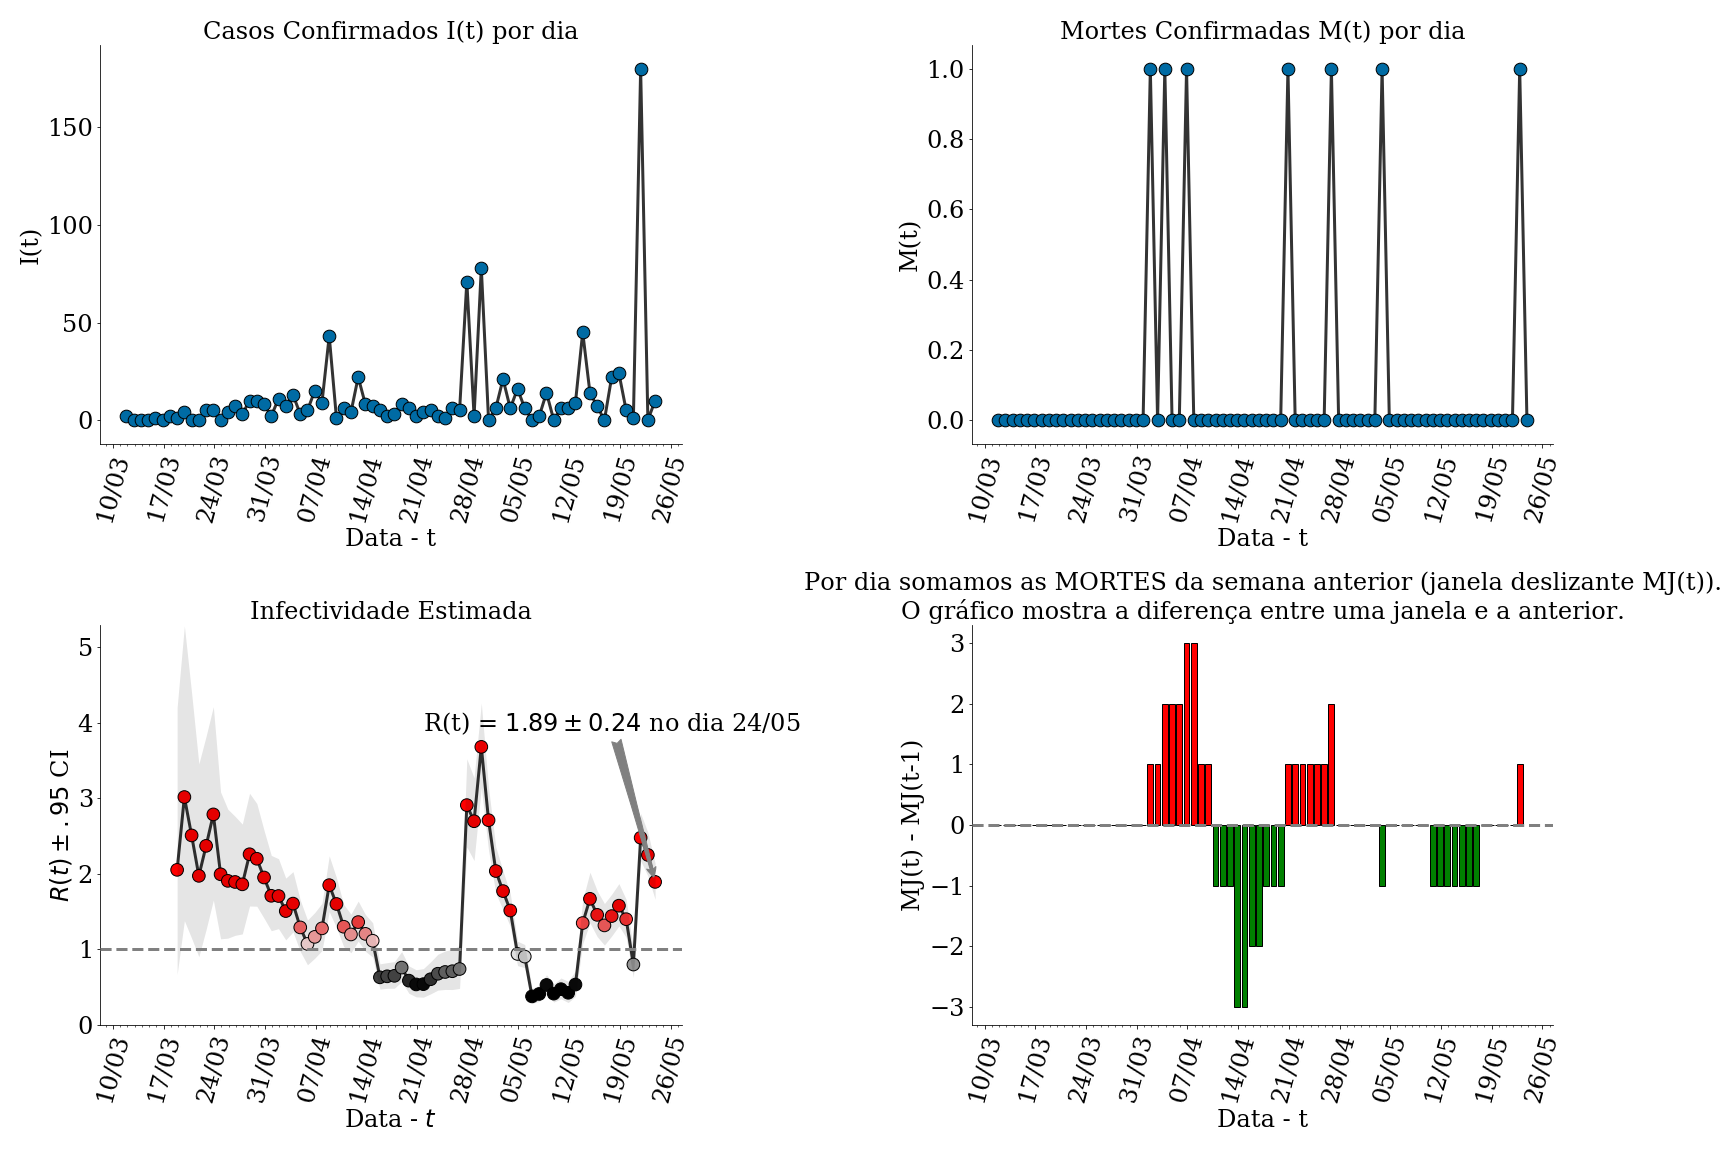 Casos Confirmados I(t) por dia
I(t)
150
100
50
0
10/03 17/03 24/03 31/03 07/04 14/04 21/04 28/04 05/05 12/05 19/05 26/05
Data - t
Mortes Confirmadas M(t) por dia
M(t)
1.0
0.8
0.6
0.4
0.2
0.0
10/03 17/03 24/03 31/03 07/04 14/04 21/04 28/04 05/05 12/05 19/05 26/05
Data - t
Infectividade Estimada
R(t) ± .95 CI
5
4
3
2
1
0
R(t) = 1.89 ± 0.24 no dia 24/05
10/03 17/03 24/03 31/03 07/04 14/04 21/04 28/04 05/05 12/05 19/05 26/05
Data - t
Por dia somamos as MORTES da semana anterior (janela deslizante MJ(t)).
O gráfico mostra a diferença entre uma janela e a anterior.
MJ(t) - MJ(t-1)
3
2
1
0
−1
−2
−3
10/03 17/03 24/03 31/03 07/04 14/04 21/04 28/04 05/05 12/05 19/05 26/05
Data - t